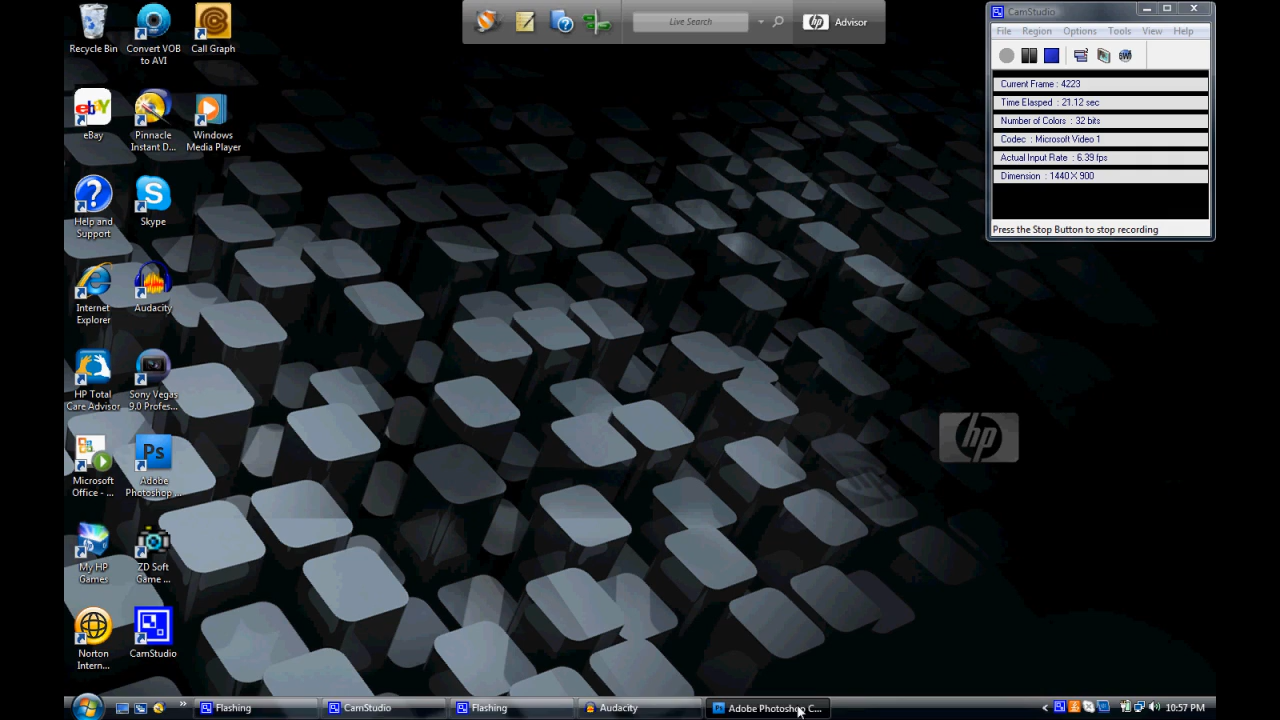 Recycle Bin
Convert VOB
to AVI
Call Graph
eBay
Pinnacle
Instant D...
Windows
Media Player
Help and
Support
Skype
Internet
Explorer
Audacity
HP Total
Care Advisor
Sony Vegas
9.0 Profes...
Ps
Microsoft
Office - ...
Adobe
Photoshop ...
My HP
Games
ZD Soft
Game ...
Norton
Intern...
CamStudio
Live Search
hp
Advisor
CamStudio
File Region Options Tools View Help
SWF
Current Frame : 4223
Time Elasped : 21.12 sec
Number of Colors : 32 bits
Codec : Microsoft Video 1
Actual Input Rate : 6.39 fps
Dimension : 1440 X 900
Press the Stop Button to stop recording
hp
Flashing
CamStudio
Flashing
Audacity
Ps Adobe Photoshop C...
10:57 PM